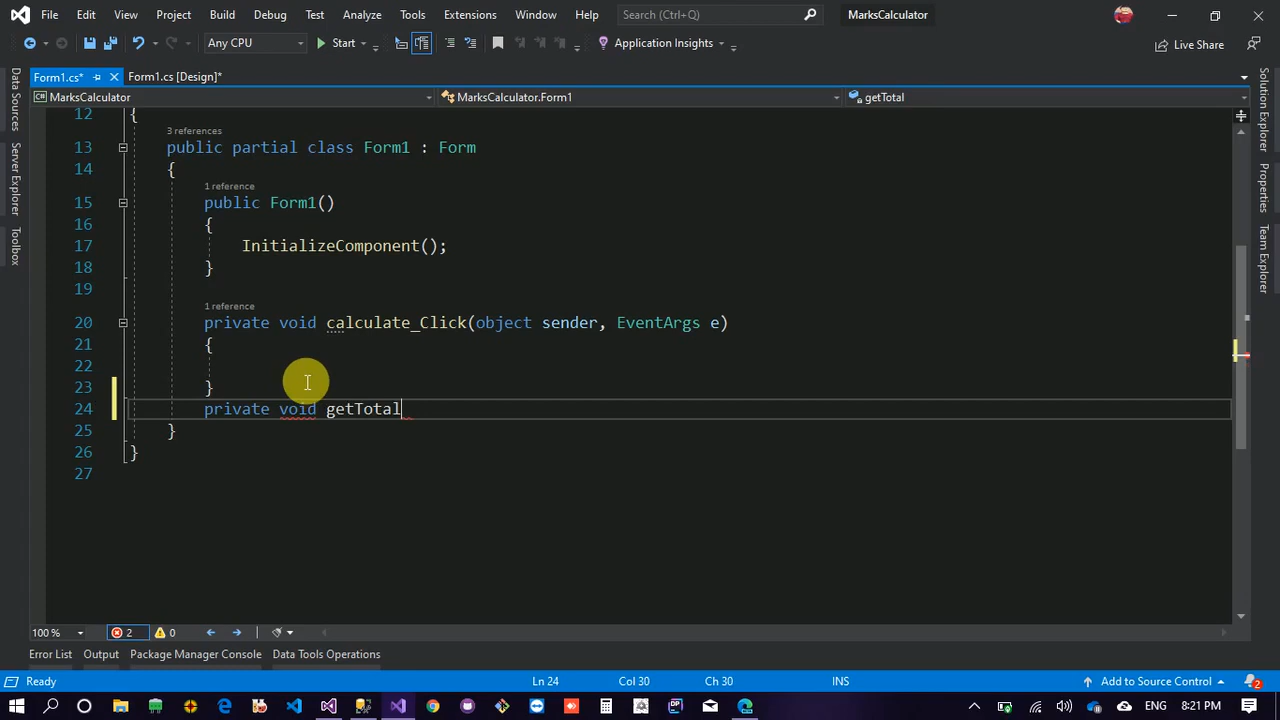 File Edit View Project Build Debug Test Analyze Tools Extensions Window Help Search (Ctrl+Q) MarksCalculator
Any CPU Start Application Insights Live Share
Form1.cs* Form1.cs [Design]*
MarksCalculator MarksCalculator.Form1 getTotal
Data Sources
Server Explorer
Toolbox
12 {
3 references
13 public partial class Form1 : Form
14 {
1 reference
15 public Form1()
16 {
17 InitializeComponent();
18 }
19
1 reference
20 private void calculate_Click(object sender, EventArgs e)
21 {
22
23 }
24 private void getTotal
25 }
26 }
27
Solution Explorer
Properties
Team Explorer
100 % 2 0
Error List Output Package Manager Console Data Tools Operations
Ready Ln 24 Col 30 Ch 30 INS Add to Source Control 2
ENG 8:21 PM